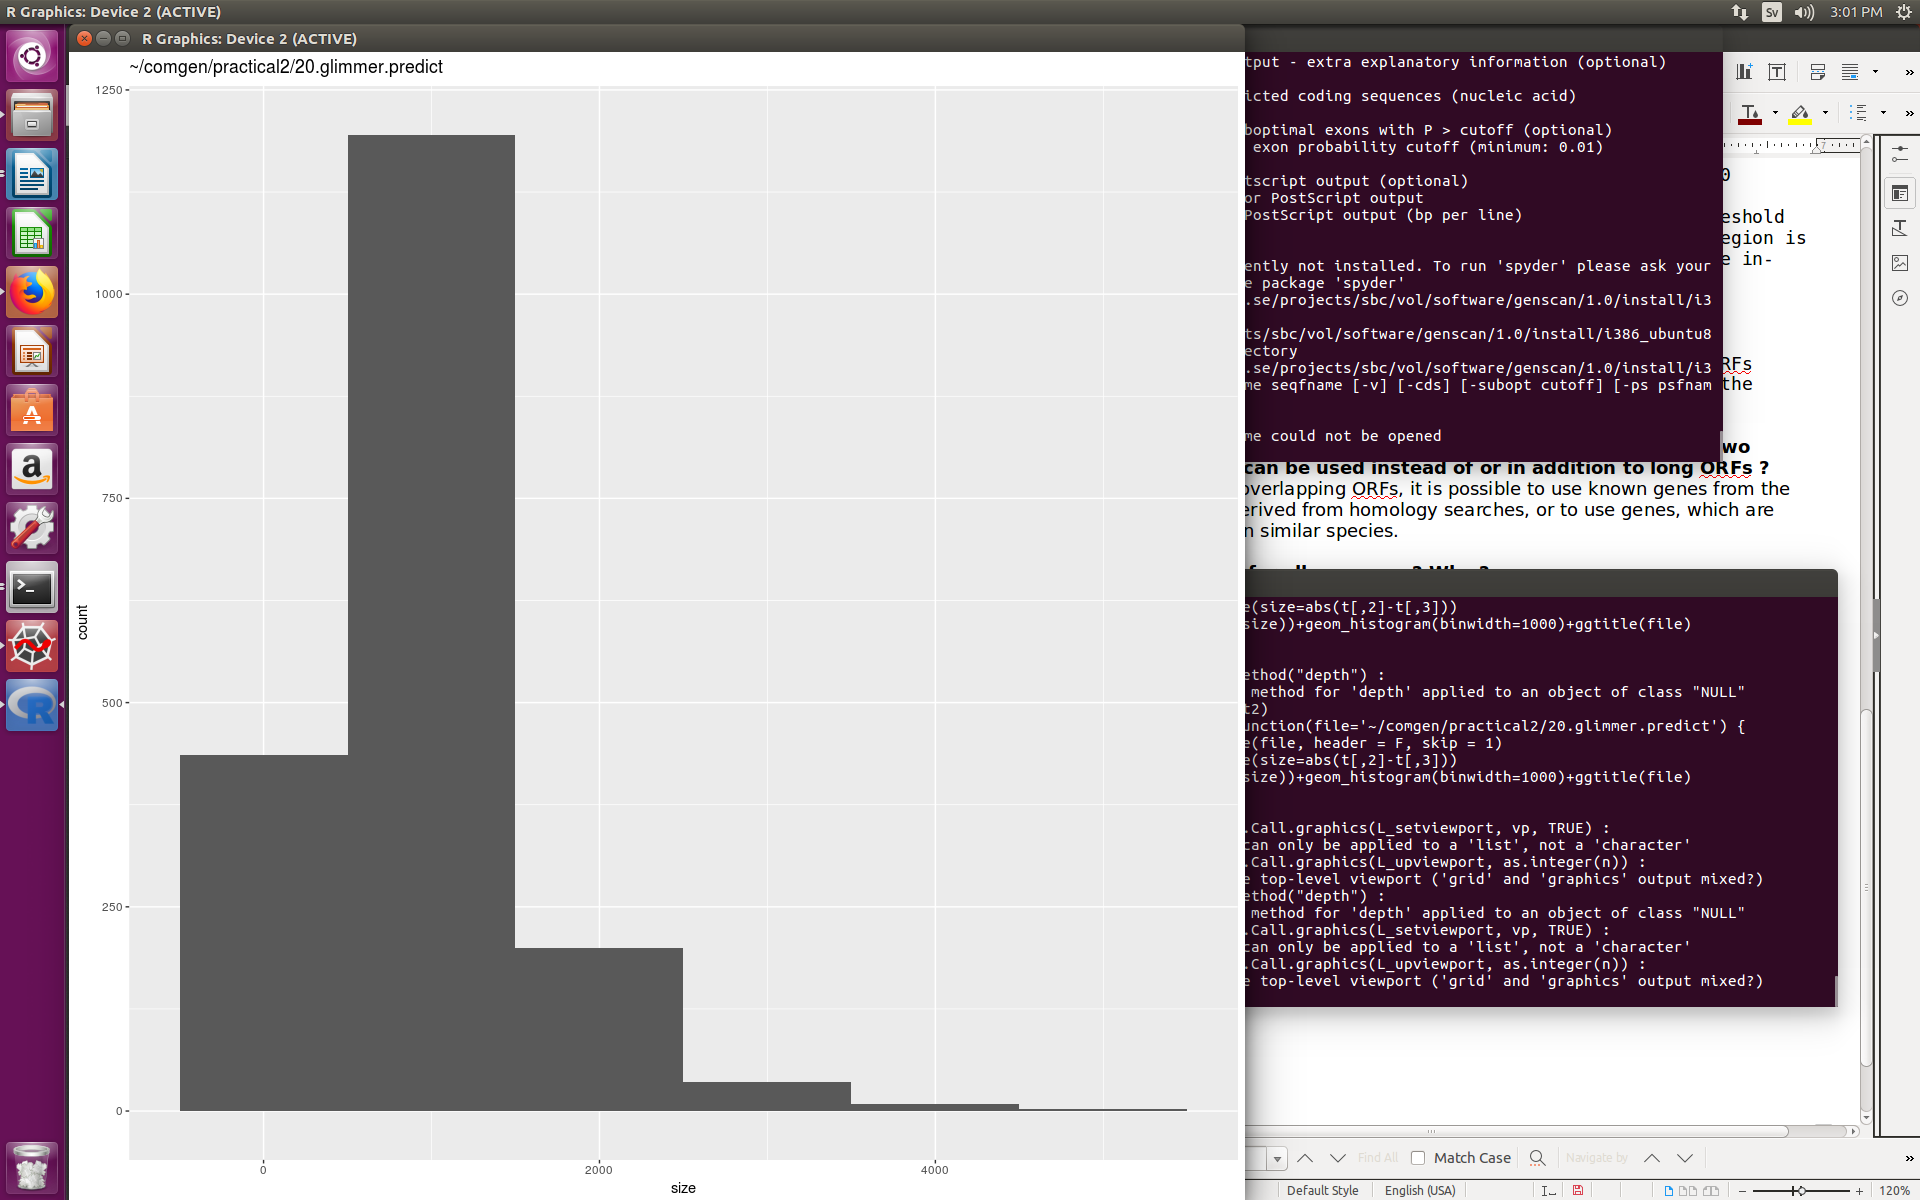 R Graphics: Device 2 (ACTIVE)
Sv
3:01 PM
R Graphics: Device 2 (ACTIVE)
~/comgen/practical2/20.glimmer.predict
1250
1000
750
500
250
0
count
0
2000
4000
size
tput - extra explanatory information (optional)
icted coding sequences (nucleic acid)
boptimal exons with P > cutoff (optional)
exon probability cutoff (minimum: 0.01)
tscript output (optional)
or PostScript output
PostScript output (bp per line)
ently not installed. To run 'spyder' please ask your
e package 'spyder'
.se/projects/sbc/vol/software/genscan/1.0/install/i3
ts/sbc/vol/software/genscan/1.0/install/i386_ubuntu8
ectory
.se/projects/sbc/vol/software/genscan/1.0/install/i3
me seqfname [-v] [-cds] [-subopt cutoff] [-ps psfnam
me could not be opened
7
0
eshold
egion is
e in-
RFs
the
wo
can be used instead of or in addition to long ORFs ?
overlapping ORFs, it is possible to use known genes from the
erived from homology searches, or to use genes, which are
n similar species.
e(size=abs(t[,2]-t[,3]))
size))+geom_histogram(binwidth=1000)+ggtitle(file)
ethod("depth") :
method for 'depth' applied to an object of class "NULL"
t2)
unction(file='~/comgen/practical2/20.glimmer.predict') {
e(file, header = F, skip = 1)
e(size=abs(t[,2]-t[,3]))
size))+geom_histogram(binwidth=1000)+ggtitle(file)
.Call.graphics(L_setviewport, vp, TRUE) :
can only be applied to a 'list', not a 'character'
.Call.graphics(L_upviewport, as.integer(n)) :
e top-level viewport ('grid' and 'graphics' output mixed?)
ethod("depth") :
method for 'depth' applied to an object of class "NULL"
.Call.graphics(L_setviewport, vp, TRUE) :
can only be applied to a 'list', not a 'character'
.Call.graphics(L_upviewport, as.integer(n)) :
e top-level viewport ('grid' and 'graphics' output mixed?)
Find All
Match Case
Navigate by
Default Style
English (USA)
120%